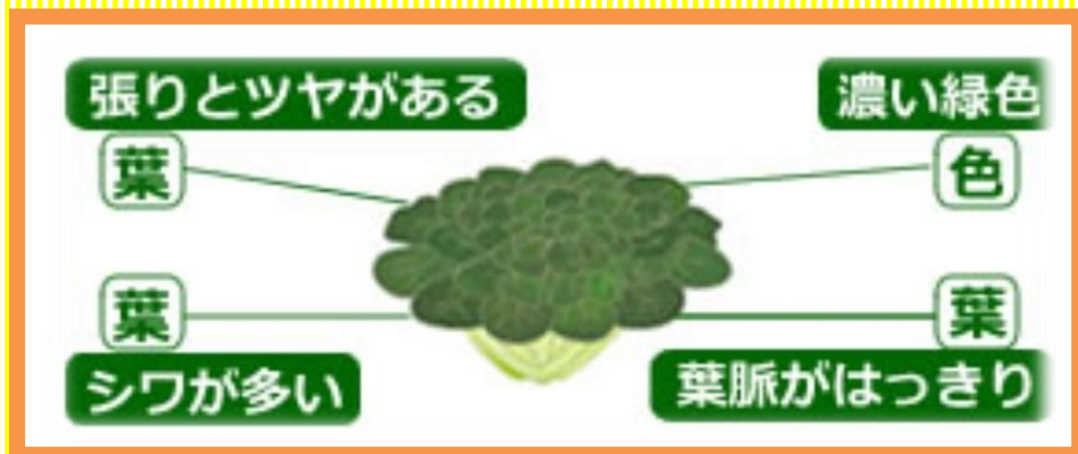 張りとツヤがある
葉
濃い緑色
色
葉
シワが多い
葉
葉脈がはっきり